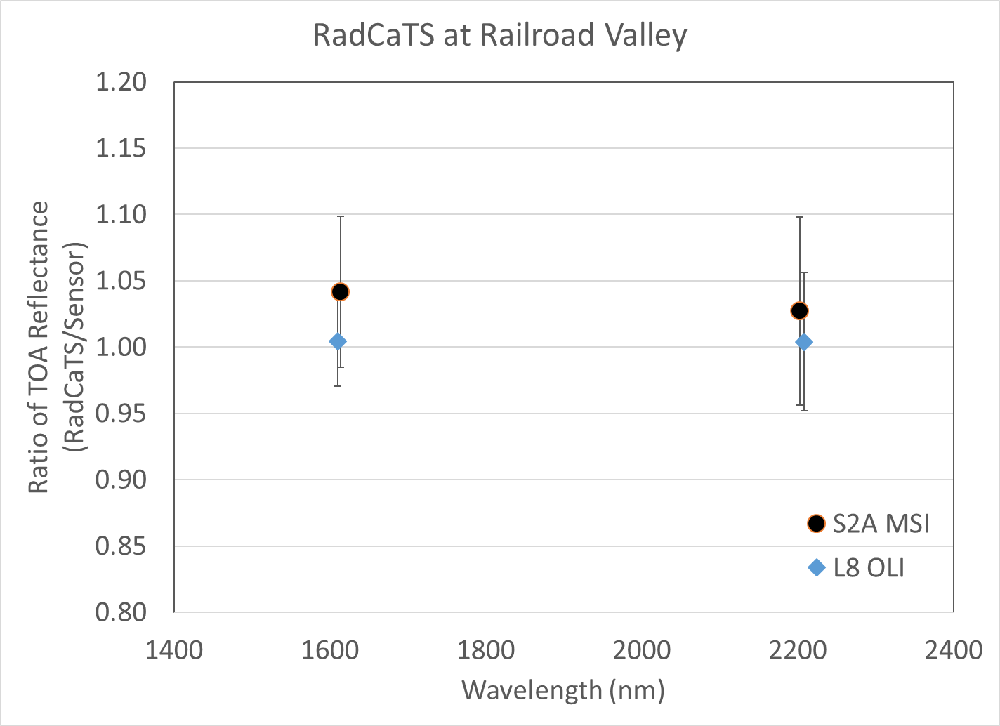 RadCaTS at Railroad Valley
Ratio of TOA Reflectance
(RadCaTS/Sensor)
1.20
1.15
1.10
1.05
1.00
0.95
0.90
0.85
0.80
S2A MSI
L8 OLI
1400 1600 1800 2000 2200 2400
Wavelength (nm)